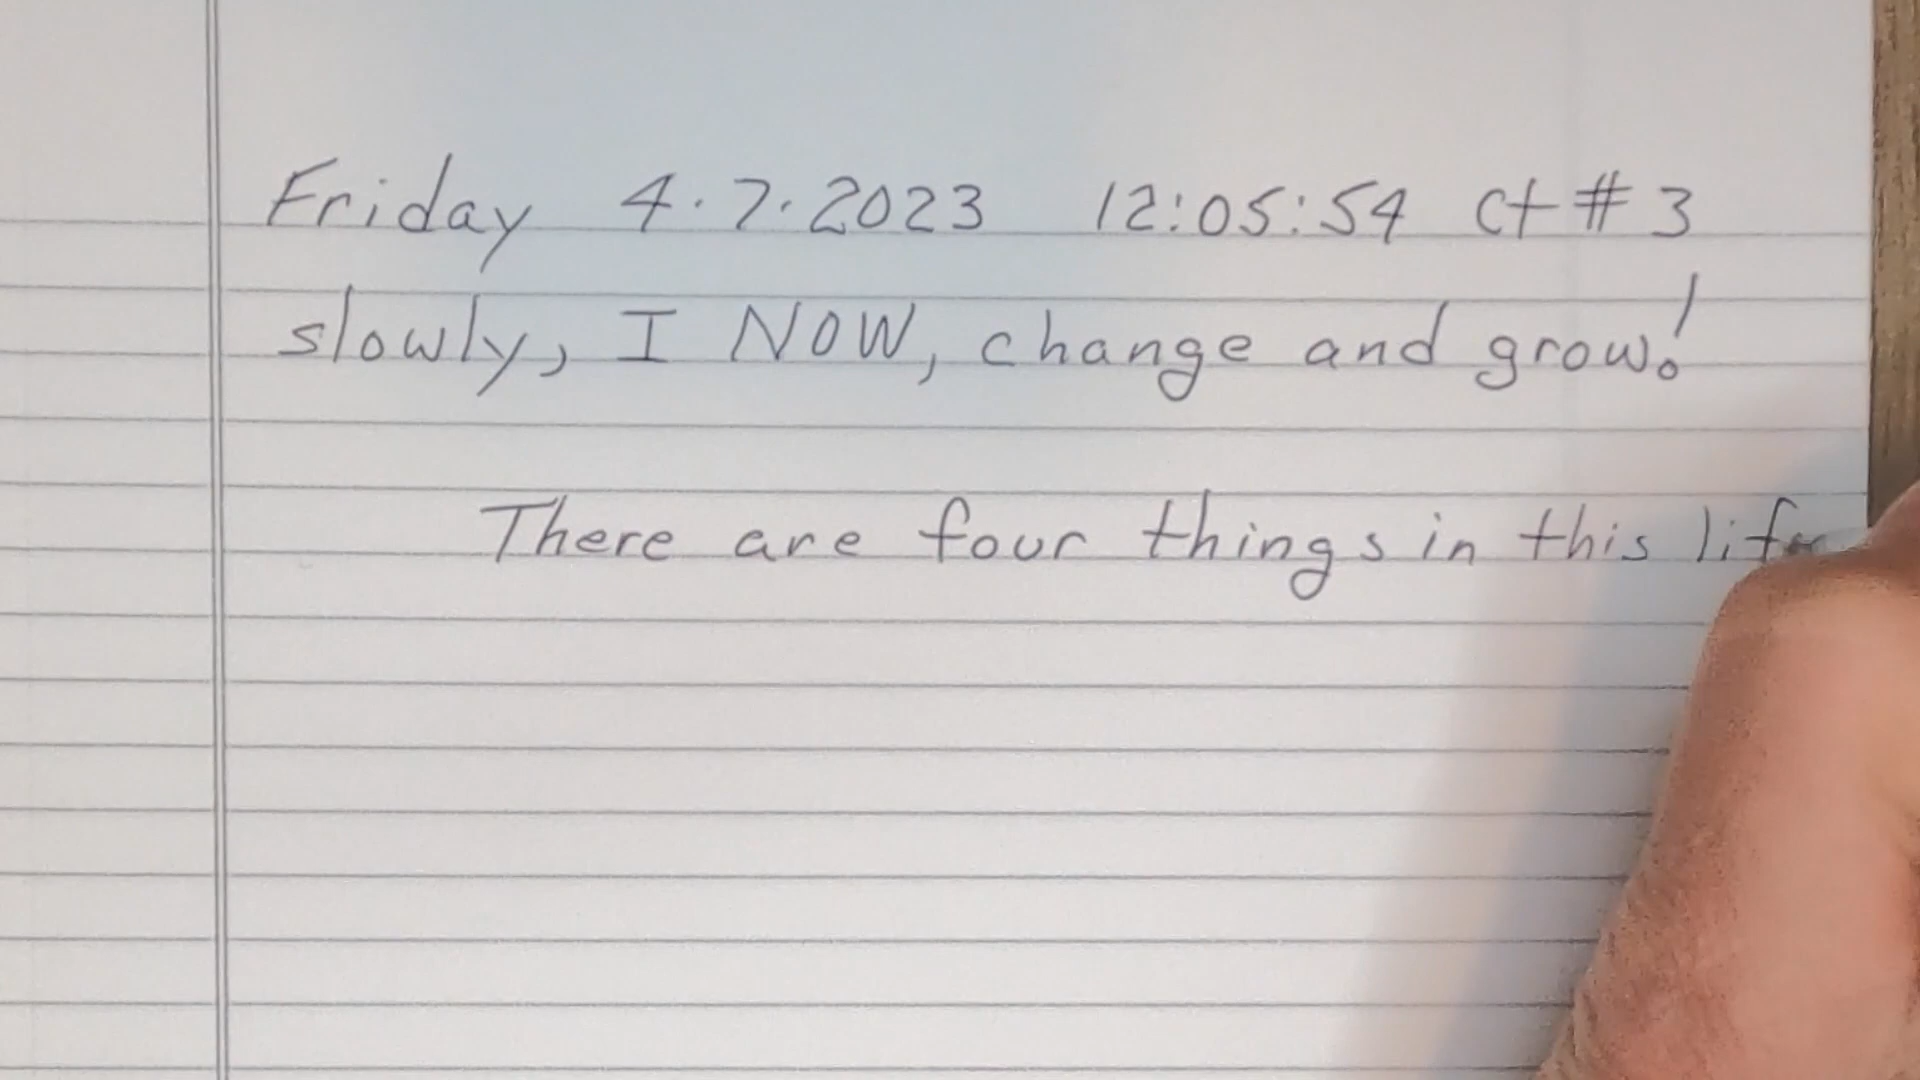 Friday 4.7.2023 12:05:54 ct # 3
slowly, I NOW, change and grow!
There are four things in this life